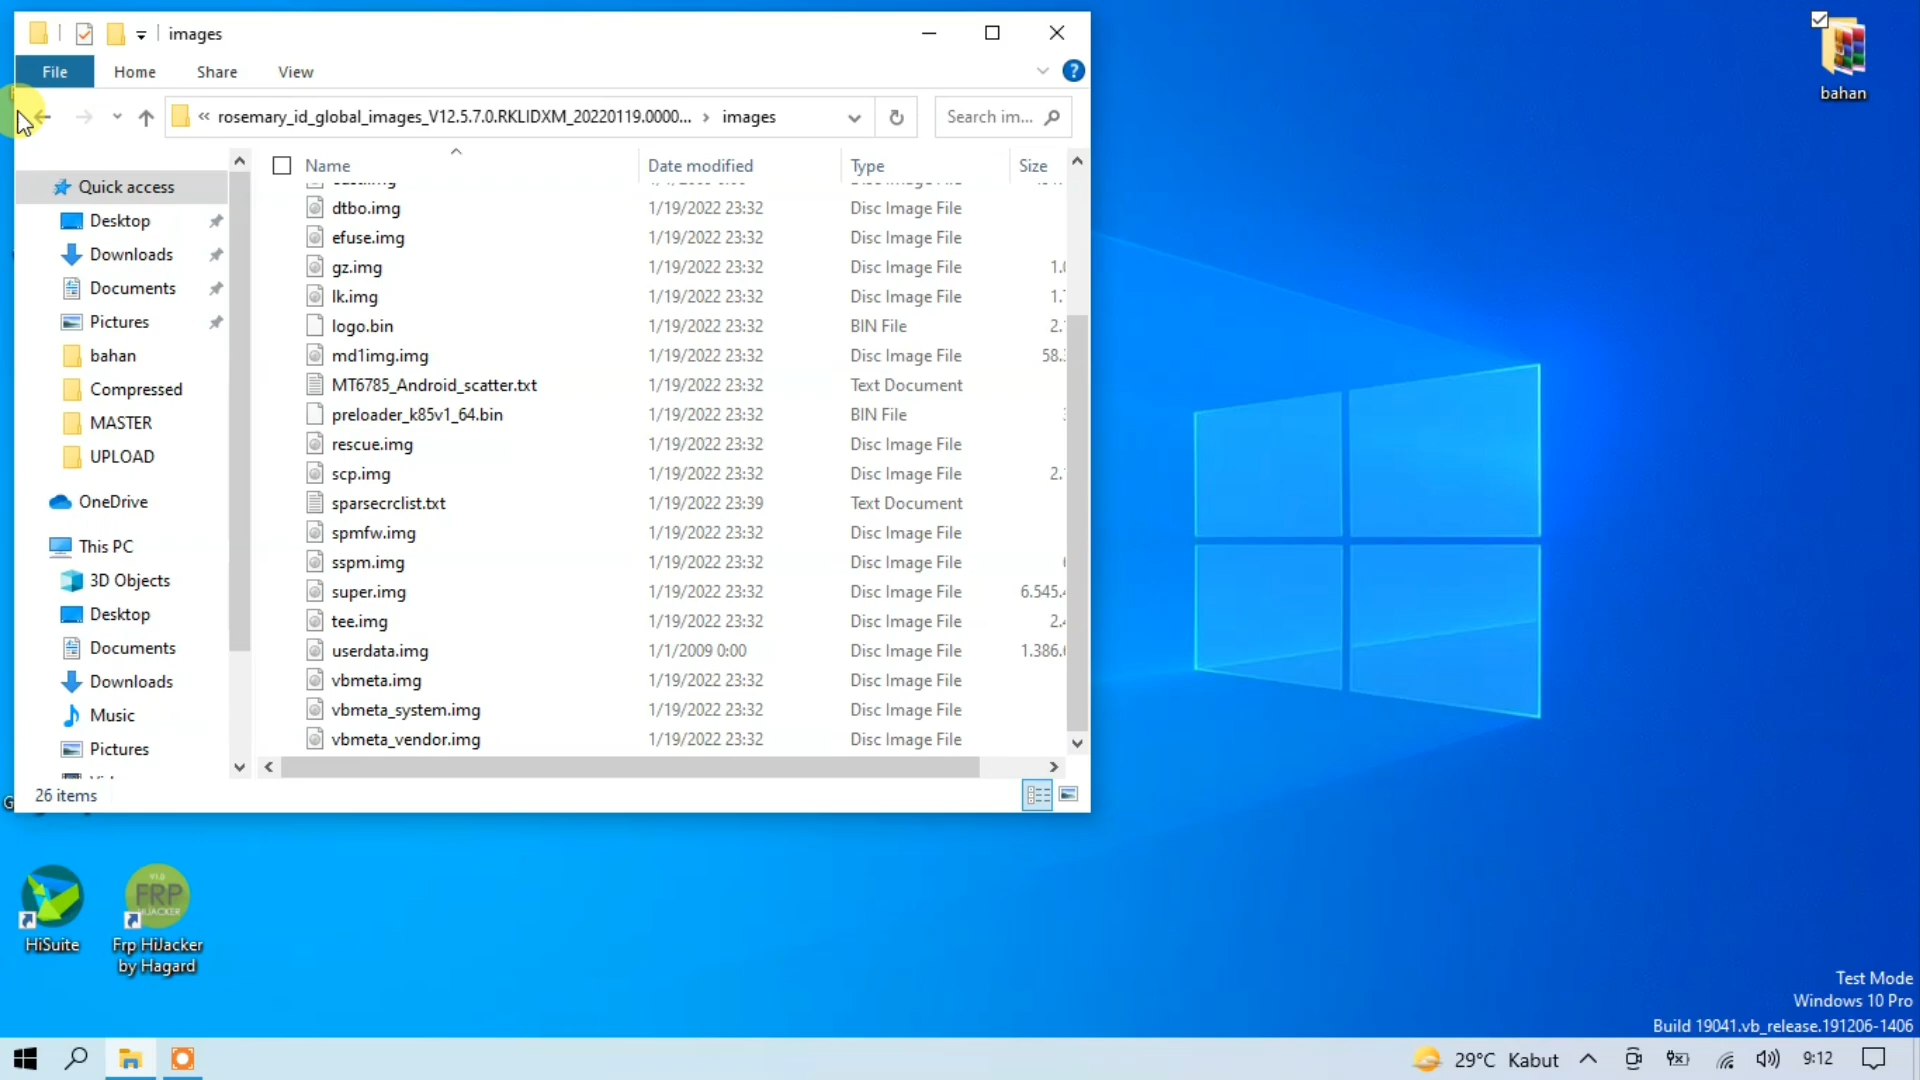 images
File Home Share View
« rosemary_id_global_images_V12.5.7.0.RKLIDXM_20220119.0000... › images
Search im...
Name Date modified Type Size
dtbo.img 1/19/2022 23:32 Disc Image File
efuse.img 1/19/2022 23:32 Disc Image File
gz.img 1/19/2022 23:32 Disc Image File
lk.img 1/19/2022 23:32 Disc Image File
logo.bin 1/19/2022 23:32 BIN File
md1img.img 1/19/2022 23:32 Disc Image File
MT6785_Android_scatter.txt 1/19/2022 23:32 Text Document
preloader_k85v1_64.bin 1/19/2022 23:32 BIN File
rescue.img 1/19/2022 23:32 Disc Image File
scp.img 1/19/2022 23:32 Disc Image File
sparsecrclist.txt 1/19/2022 23:39 Text Document
spmfw.img 1/19/2022 23:32 Disc Image File
sspm.img 1/19/2022 23:32 Disc Image File
super.img 1/19/2022 23:32 Disc Image File 6.545.
tee.img 1/19/2022 23:32 Disc Image File
userdata.img 1/1/2009 0:00 Disc Image File 1.386.
vbmeta.img 1/19/2022 23:32 Disc Image File
vbmeta_system.img 1/19/2022 23:32 Disc Image File
vbmeta_vendor.img 1/19/2022 23:32 Disc Image File
Quick access
Desktop
Downloads
Documents
Pictures
bahan
Compressed
MASTER
UPLOAD
OneDrive
This PC
3D Objects
Desktop
Documents
Downloads
Music
Pictures
26 items
bahan
HiSuite
V1.0
FRP
HIJACKER
Frp HiJacker
by Hagard
Test Mode
Windows 10 Pro
Build 19041.vb_release.191206-1406
29°C Kabut
9:12